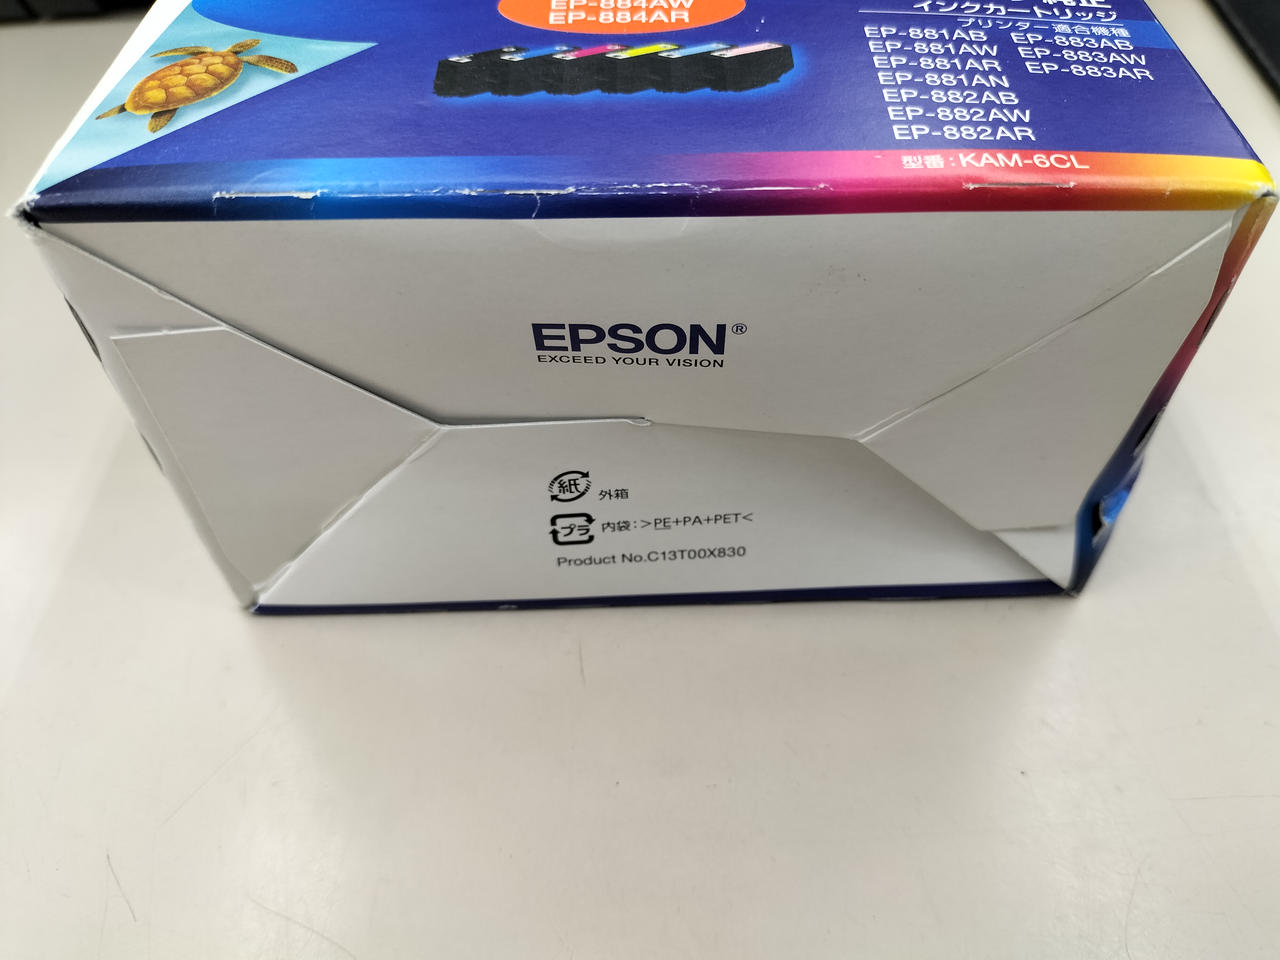 EP-884AW
EP-884AR
インクカートリッジ
プリンター適合機種
EP-881AB EP-883AB
EP-881AW EP-883AW
EP-881AR EP-883AR
EP-881AN
EP-882AB
EP-882AW
EP-882AR
型番:KAM-6CL
EPSON®
EXCEED YOUR VISION
紙 外箱
プラ 内袋:>PE+PA+PET<
Product No.C13T00X830